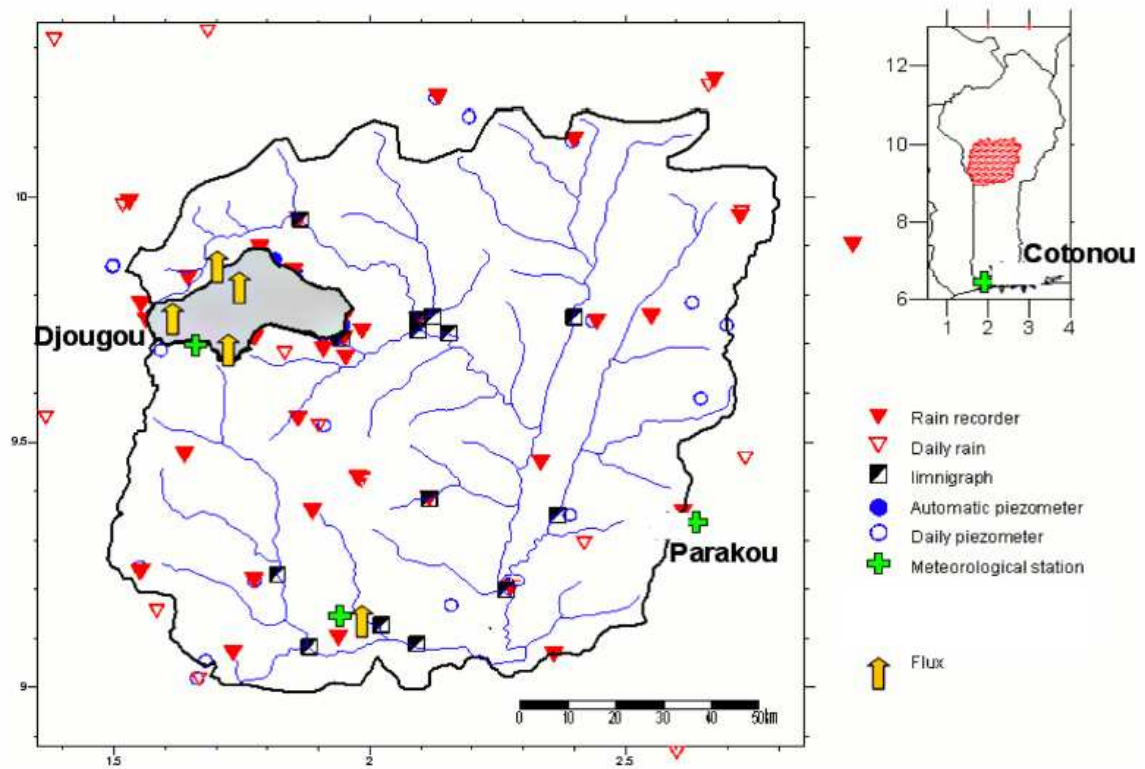 12
10
8
6
1
2
3
4
Cotonou
10
9.5
9
1.5
2
2.5
Djougou
Parakou
0
10
20
30
40
50km
Rain recorder
Daily rain
limnigraph
Automatic piezometer
Daily piezometer
Meteorological station
Flux